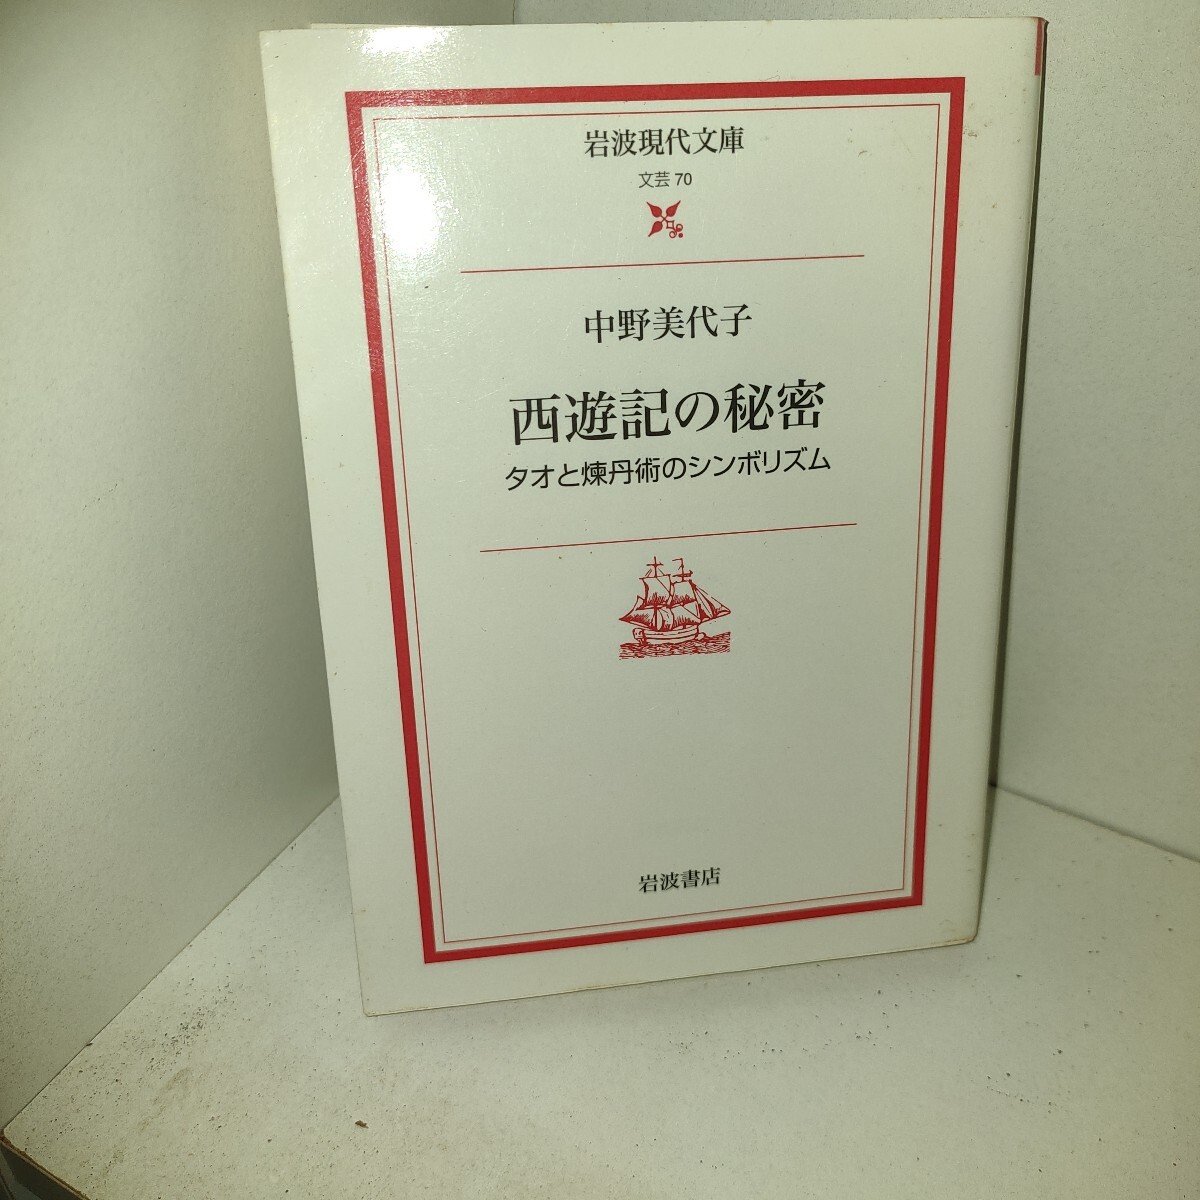 岩波現代文庫
文芸 70
中野美代子
西遊記の秘密
タオと煉丹術のシンボリズム
岩波書店